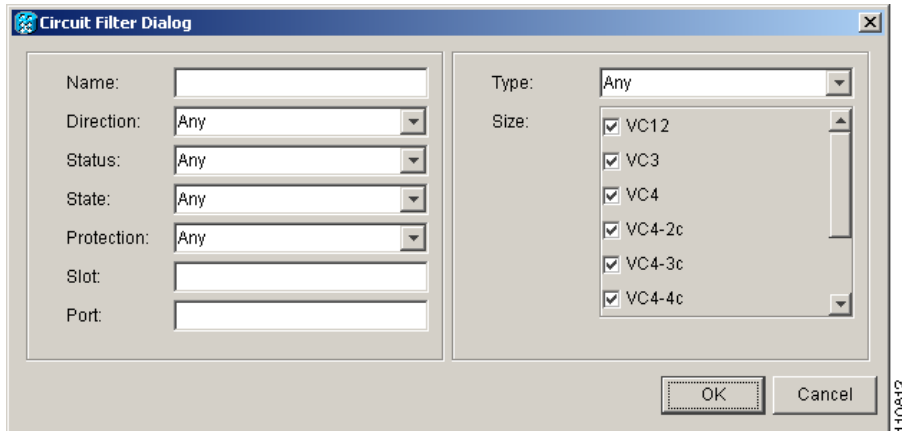 Circuit Filter Dialog
Name:
Direction: Any
Status: Any
State: Any
Protection: Any
Slot:
Port:
Type: Any
Size:
VC12
VC3
VC4
VC4-2c
VC4-3c
VC4-4c
OK Cancel